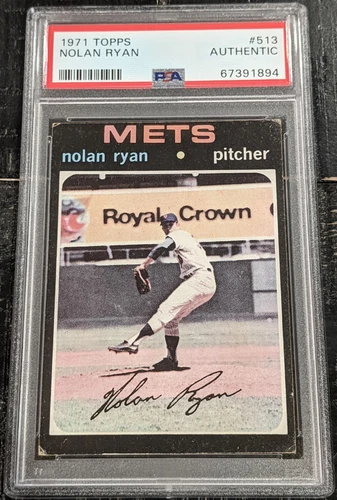 1971 TOPPS #513
NOLAN RYAN AUTHENTIC
PSA 67391894
METS
nolan ryan • pitcher
Royal Crown
Nolan Ryan